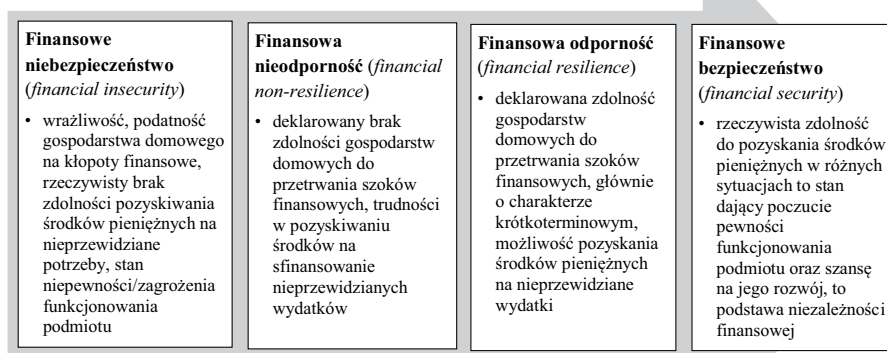 Finansowe
niebezpieczeństwo
(financial insecurity)
• wrażliwość, podatność
gospodarstwa domowego
na kłopoty finansowe,
rzeczywisty brak
zdolności pozyskiwania
środków pieniężnych na
nieprzewidziane
potrzeby, stan
niepewności/zagrożenia
funkcjonowania
podmiotu
Finansowa
nieodporność (financial
non-resilience)
• deklarowany brak
zdolności gospodarstw
domowych do
przetrwania szoków
finansowych, trudności
w pozyskiwaniu
środków na
sfinansowanie
nieprzewidzianych
wydatków
Finansowa odporność
(financial resilience)
• deklarowana zdolność
gospodarstw
domowych do
przetrwania szoków
finansowych, głównie
o charakterze
krótkoterminowym,
możliwość pozyskania
środków pieniężnych
na nieprzewidziane
wydatki
Finansowe
bezpieczeństwo
(financial security)
• rzeczywista zdolność
do pozyskania środków
pieniężnych w różnych
sytuacjach to stan
dający poczucie
pewności
funkcjonowania
podmiotu oraz szansę
na jego rozwój, to
podstawa niezależności
finansowej